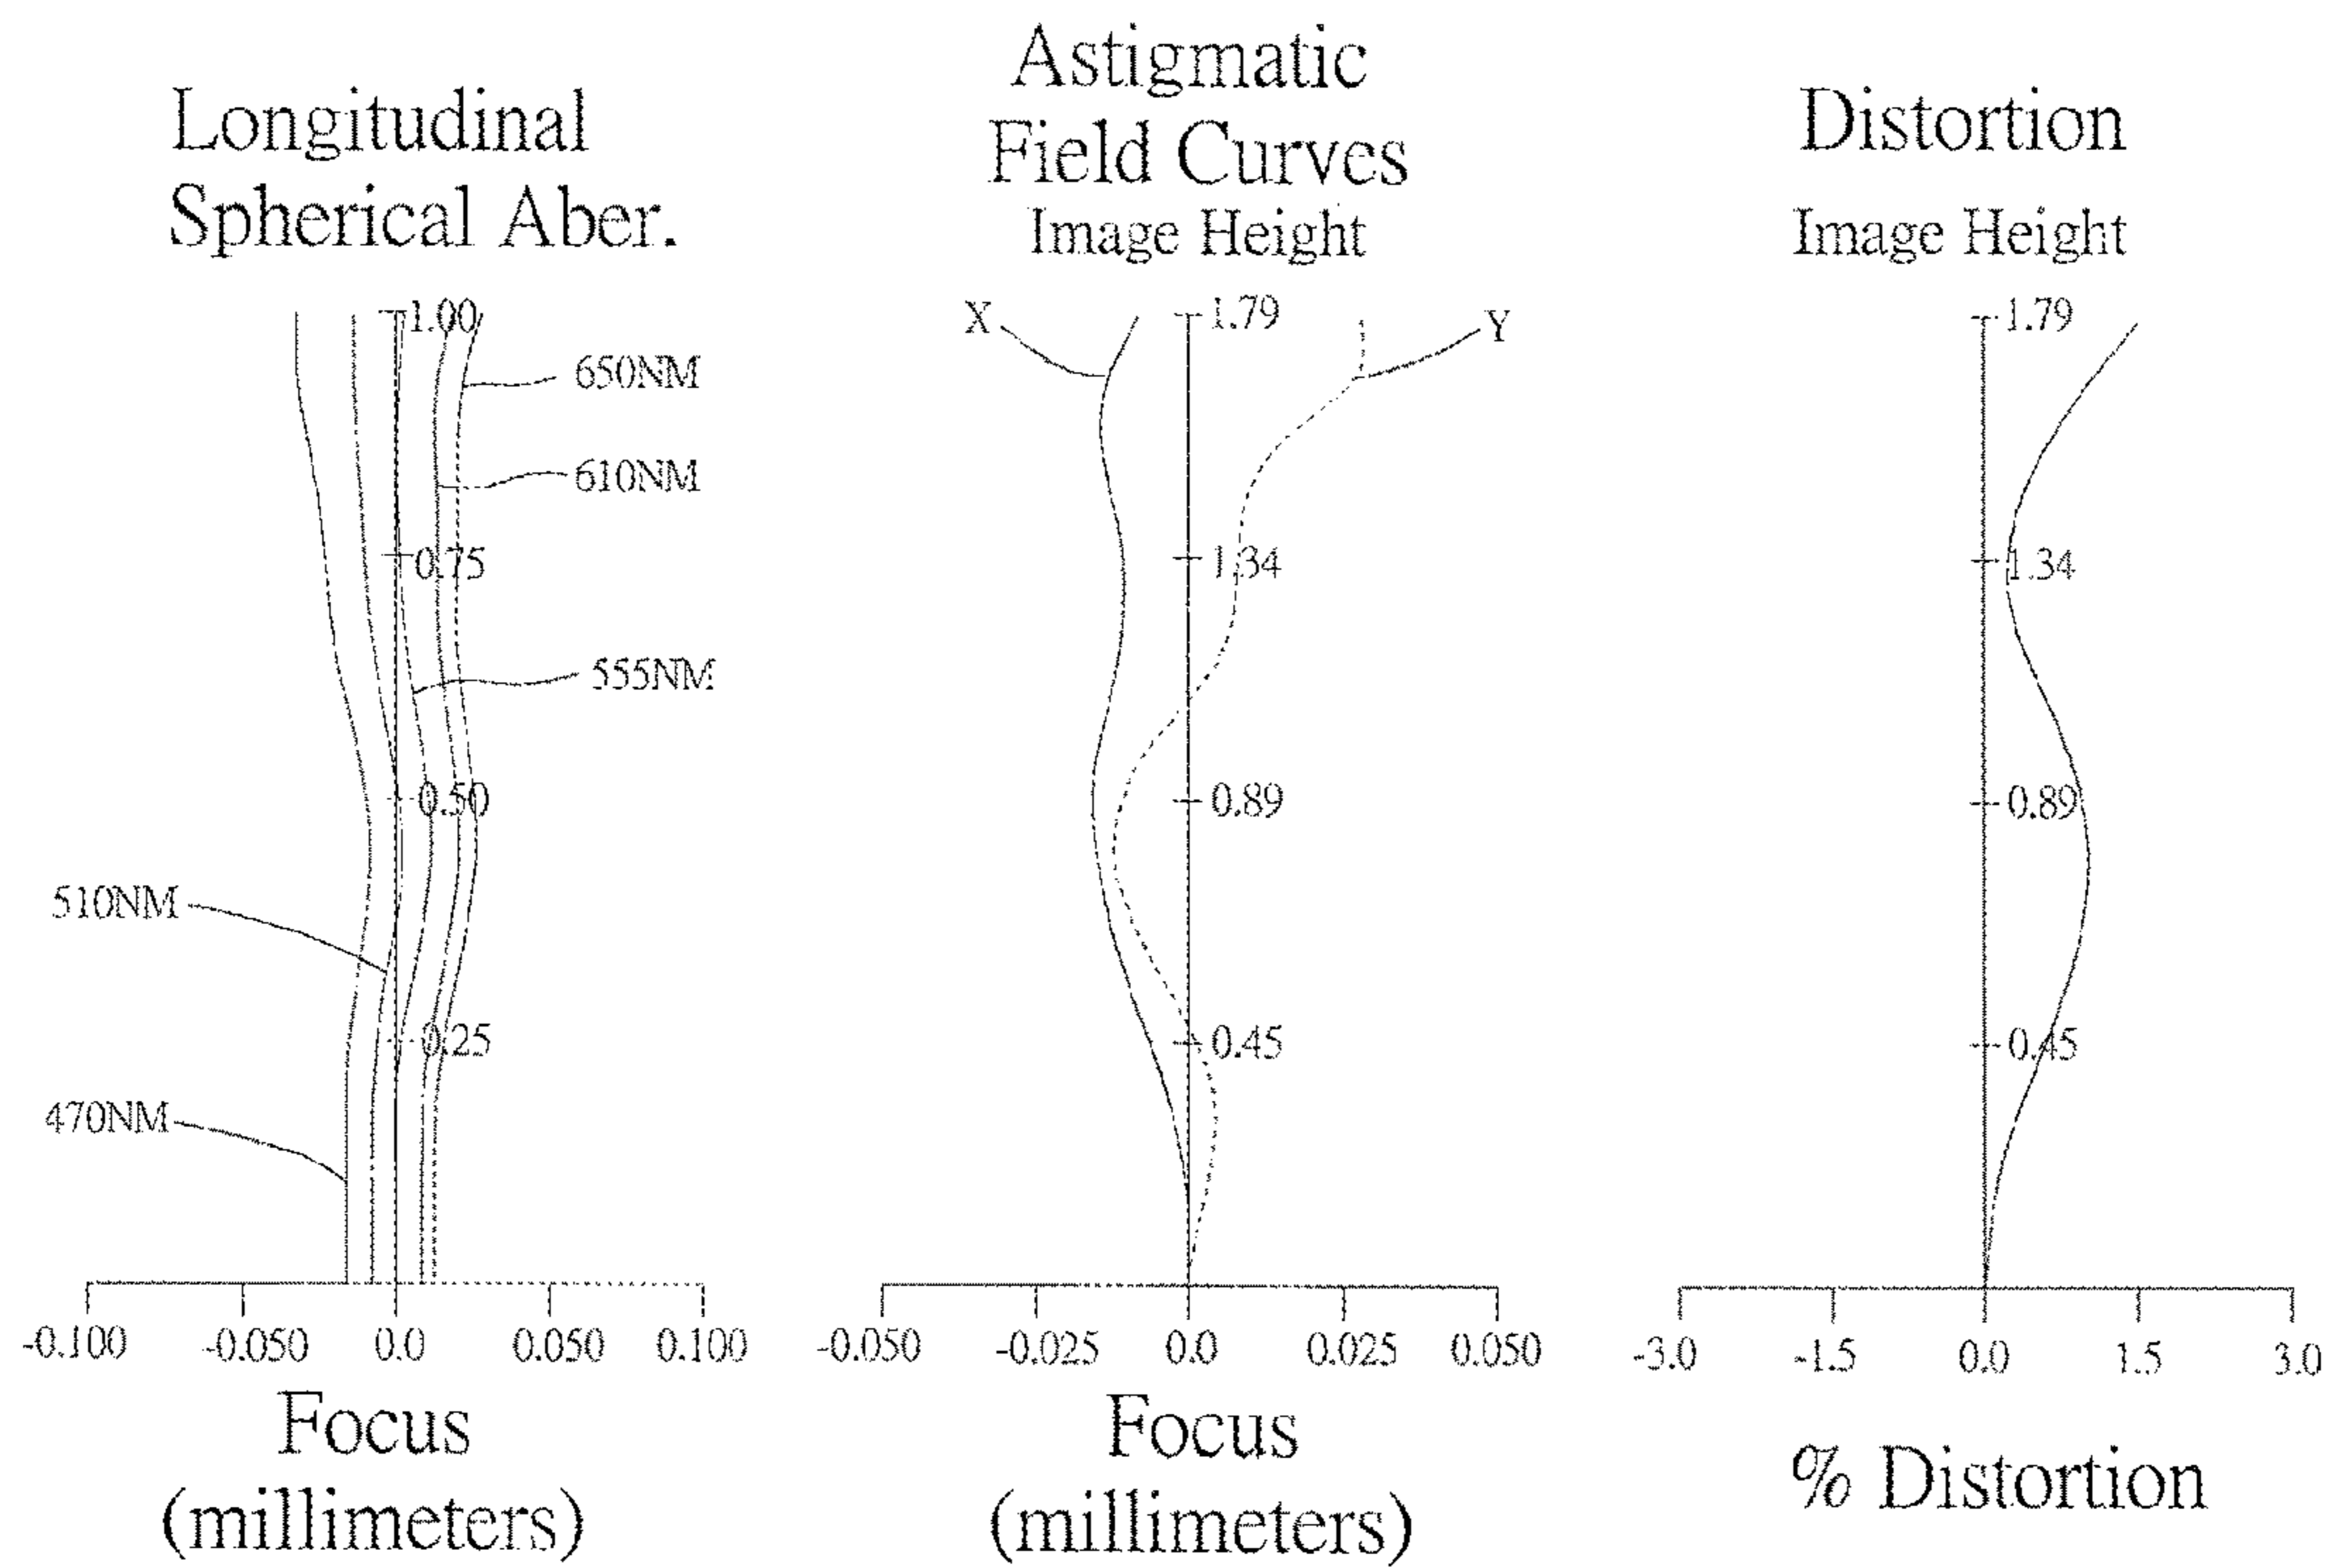 Longitudinal
Spherical Aber.
1.00
650NM
610NM
0.75
555NM
0.50
510NM
0.25
470NM
-0.100 -0.050 0.0 0.050 0.100
Focus
(millimeters)
Astigmatic
Field Curves
Image Height
X
1.79
Y
1.34
0.89
0.45
-0.050 -0.025 0.0 0.025 0.050
Focus
(millimeters)
Distortion
Image Height
1.79
1.34
0.89
0.45
-3.0 -1.5 0.0 1.5 3.0
% Distortion